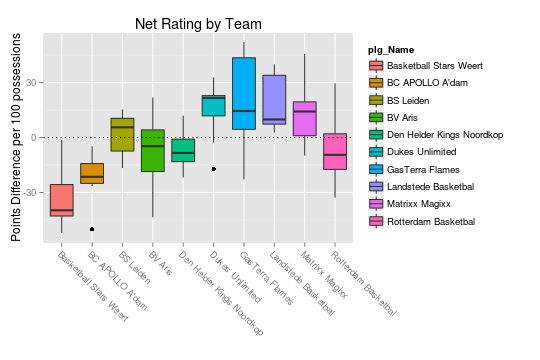 Net Rating by Team
Points Difference per 100 possessions
30
0
-30
Basketball Stars Weert
BC APOLLO A'dam
BS Leiden
BV Aris
Den Helder Kings Noordkop
Dukes Unlimited
GasTerra Flames
Landstede Basketbal
Matrixx Magixx
Rotterdam Basketbal
plg_Name
Basketball Stars Weert
BC APOLLO A'dam
BS Leiden
BV Aris
Den Helder Kings Noordkop
Dukes Unlimited
GasTerra Flames
Landstede Basketbal
Matrixx Magixx
Rotterdam Basketbal